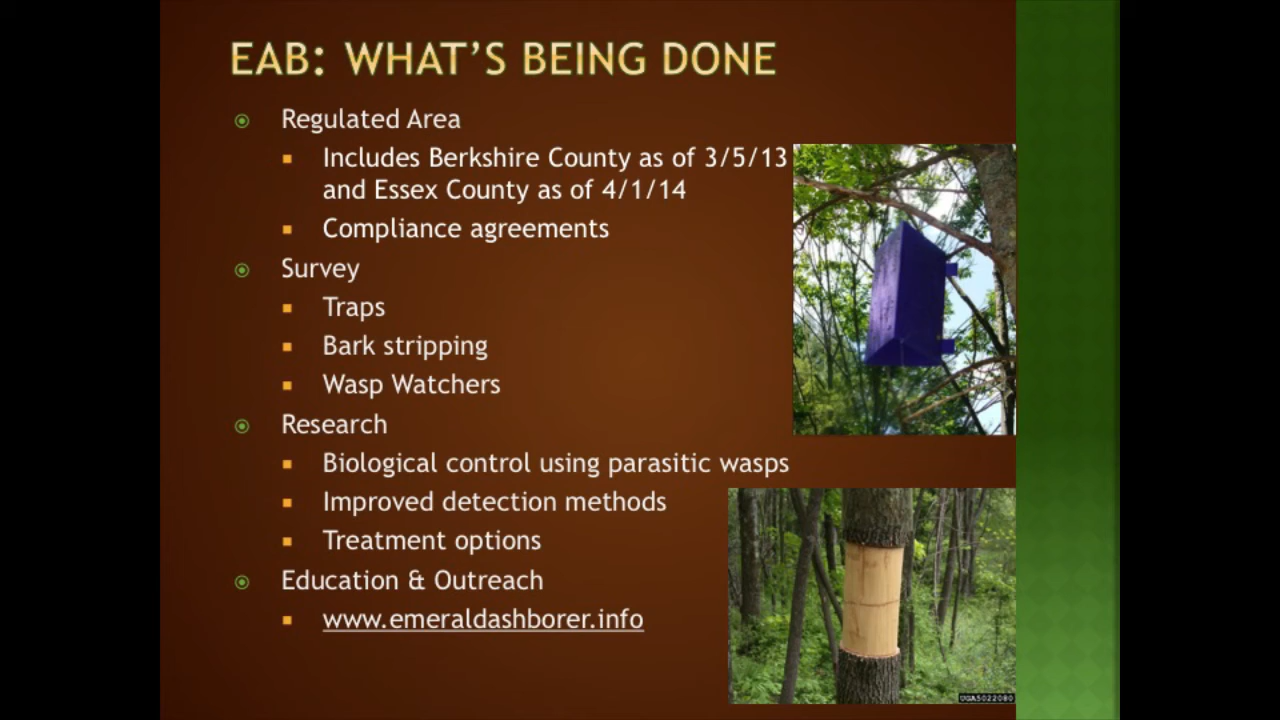 EAB: WHAT'S BEING DONE
Regulated Area
Includes Berkshire County as of 3/5/13
and Essex County as of 4/1/14
Compliance agreements
Survey
Traps
Bark stripping
Wasp Watchers
Research
Biological control using parasitic wasps
Improved detection methods
Treatment options
Education & Outreach
www.emeraldashborer.info
UGA5022080